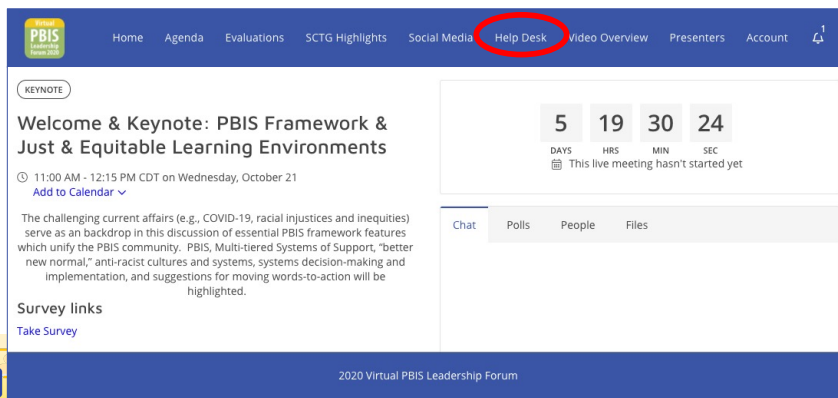 Virtual
PBIS
Leadership
Forum 2020
Home Agenda Evaluations SCTG Highlights Social Media Help Desk Video Overview Presenters Account 1
KEYNOTE
Welcome & Keynote: PBIS Framework &
Just & Equitable Learning Environments
11:00 AM - 12:15 PM CDT on Wednesday, October 21
Add to Calendar
The challenging current affairs (e.g., COVID-19, racial injustices and inequities)
serve as an backdrop in this discussion of essential PBIS framework features
which unify the PBIS community. PBIS, Multi-tiered Systems of Support, “better
new normal,” anti-racist cultures and systems, systems decision-making and
implementation, and suggestions for moving words-to-action will be
highlighted.
Survey links
Take Survey
5 19 30 24
DAYS HRS MIN SEC
This live meeting hasn't started yet
Chat Polls People Files
2020 Virtual PBIS Leadership Forum